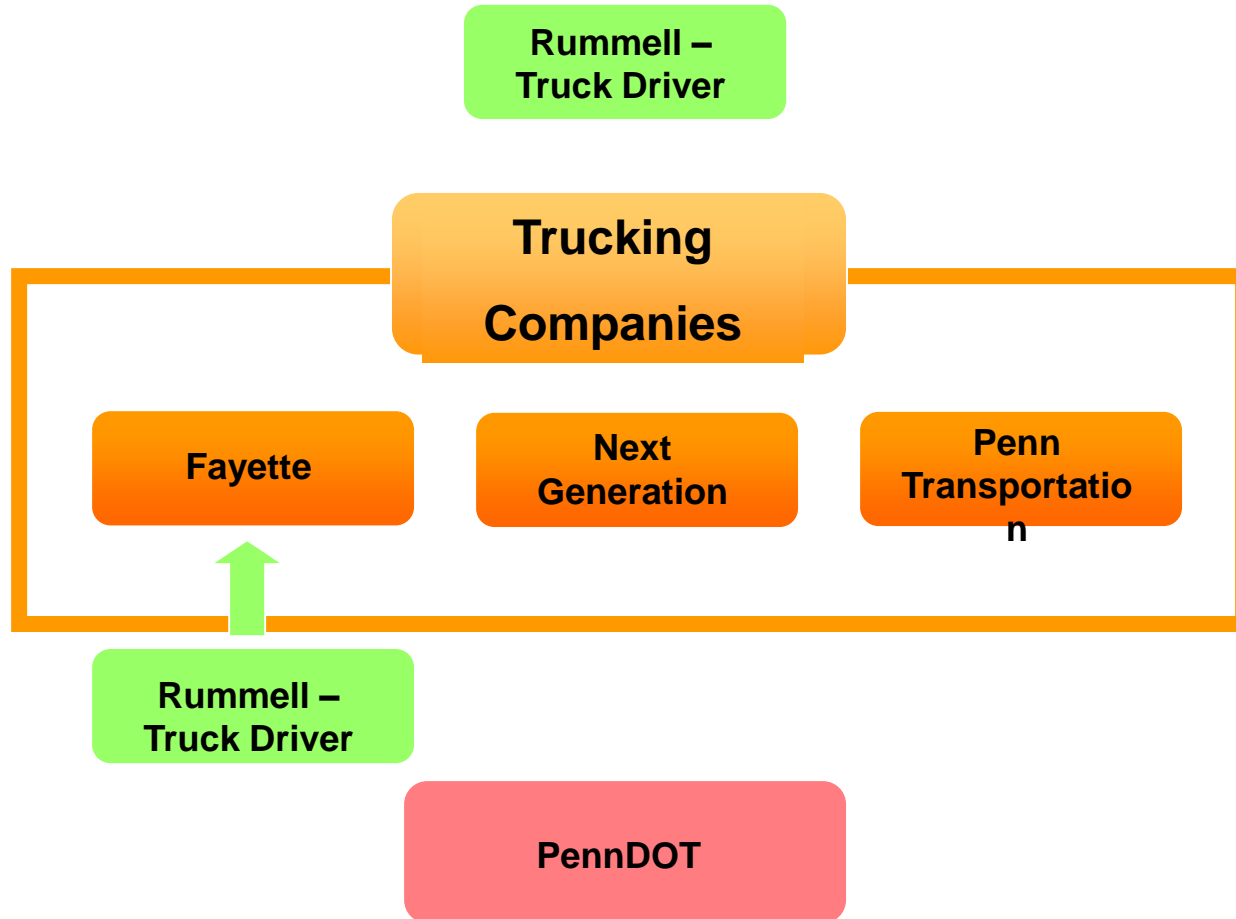 Rummell –
Truck Driver
Trucking
Companies
Fayette
Next
Generation
Penn
Transportatio
n
Rummell –
Truck Driver
PennDOT